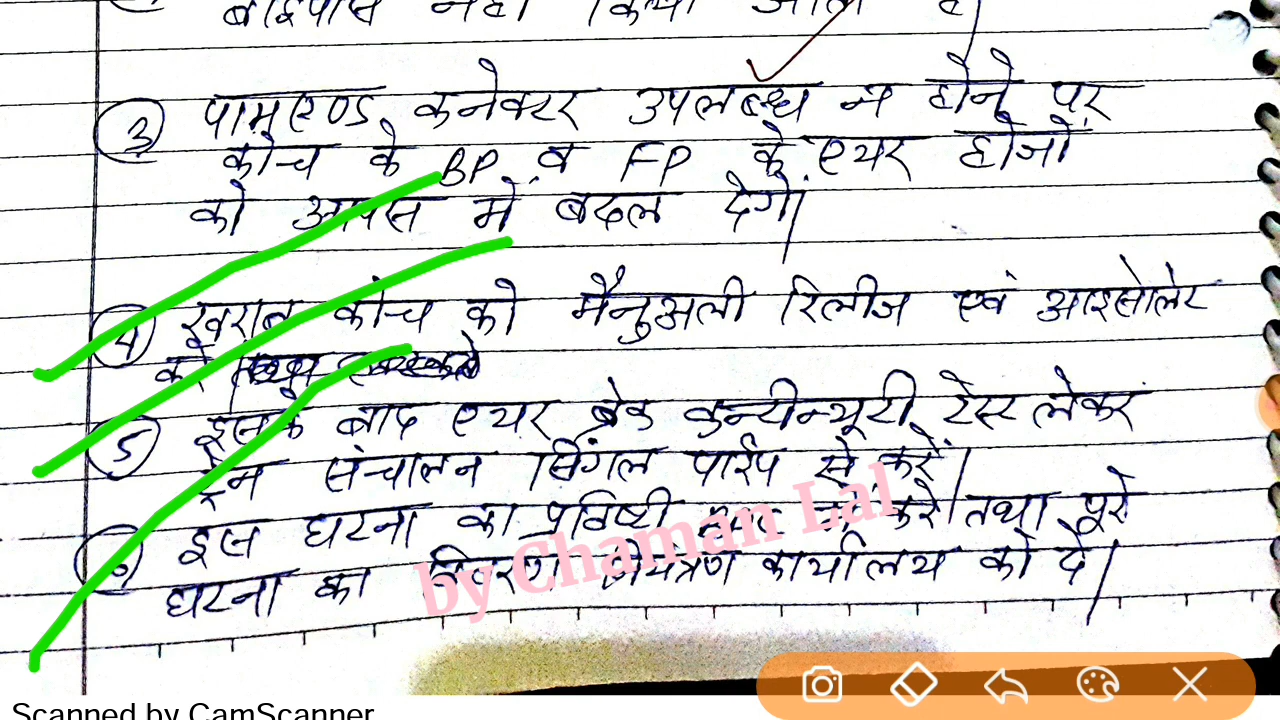 बाईपास नही किया जाता है।
③ पामएण्ड कनेक्टर उपलब्ध न होने पर
कोच के BP व FP के एयर होजों
को आपस में बदल देगें।
④ खराब कोच को मैनुअली रिलीज एवं आइसोलेट
करे
⑤ इसके बाद एयर ब्रेक कन्टीन्यूटी टेस्ट लेकर
ट्रेन संचालन सिंगल पाईप से करें।
⑥ इस घटना का प्रविष्टी करे। तथा पूरे
घटना का विवरण नियंत्रण कार्यालय को दे।
by Chaman Lal
Scanned by CamScanner